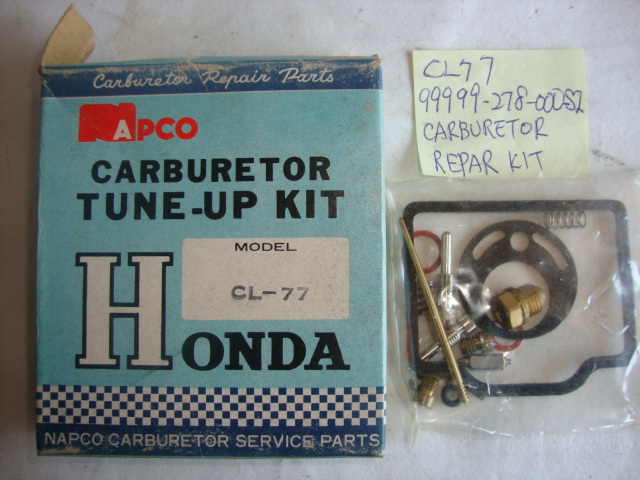 Carburetor Repair Parts
NAPCO
CARBURETOR
TUNE-UP KIT
MODEL
CL-77
HONDA
NAPCO CARBURETOR SERVICE PARTS
CL77
99999-278-000SZ
CARBURETOR
REPAR KIT